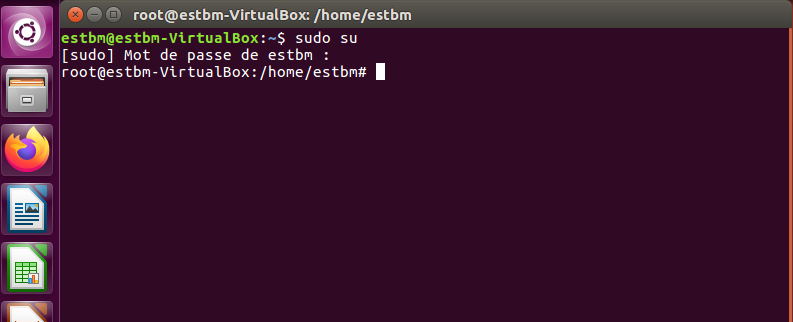 root@estbm-VirtualBox: /home/estbm
estbm@estbm-VirtualBox:~$ sudo su
[sudo] Mot de passe de estbm :
root@estbm-VirtualBox:/home/estbm#